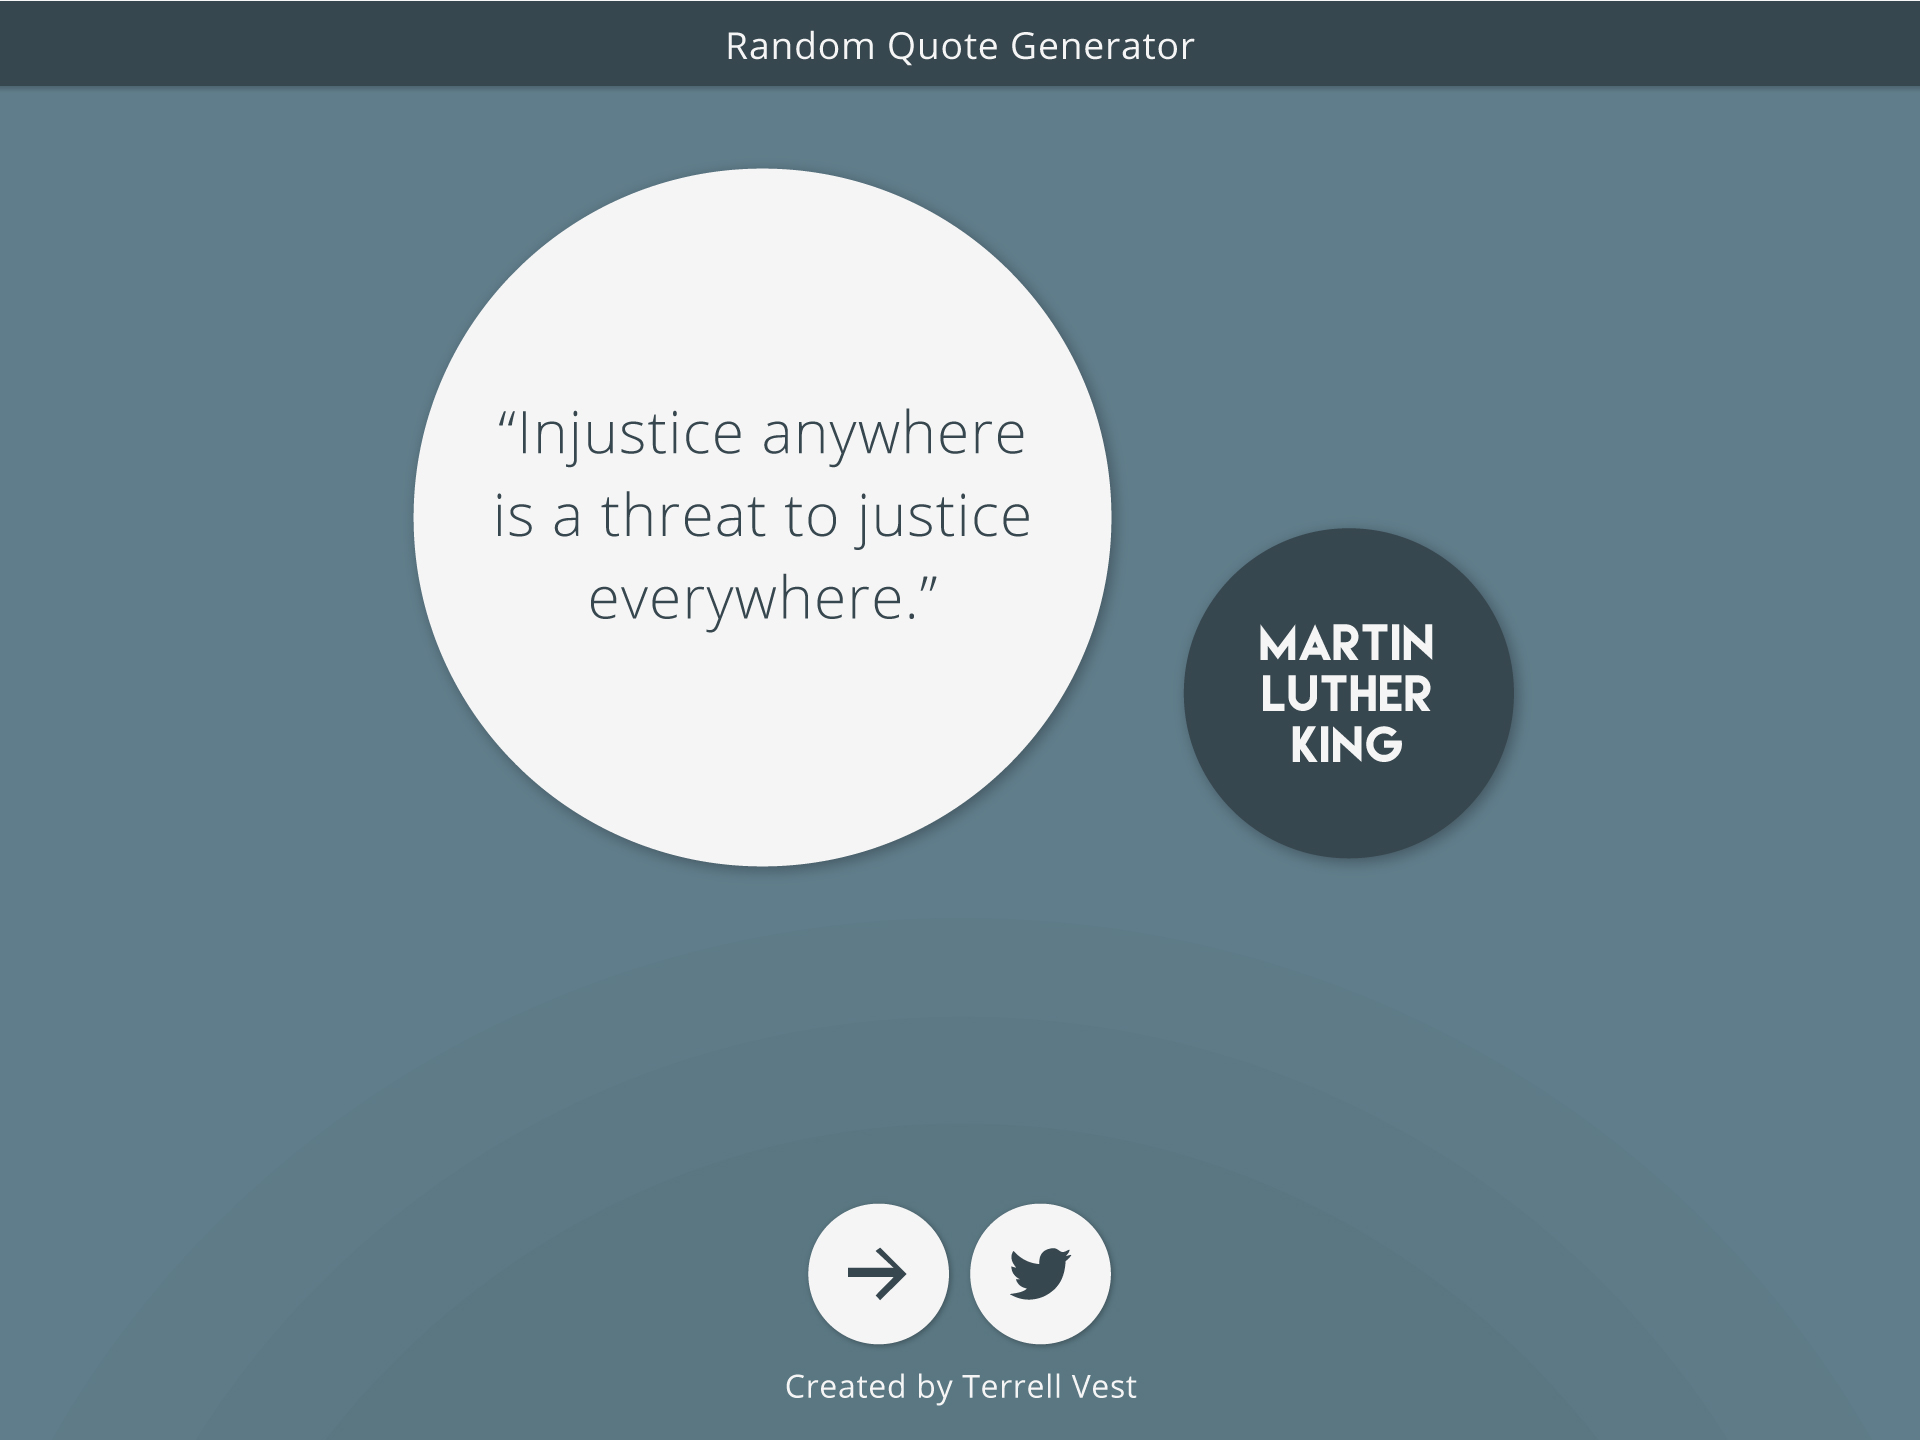 Random Quote Generator
“Injustice anywhere
is a threat to justice
everywhere.”
MARTIN
LUTHER
KING
Created by Terrell Vest